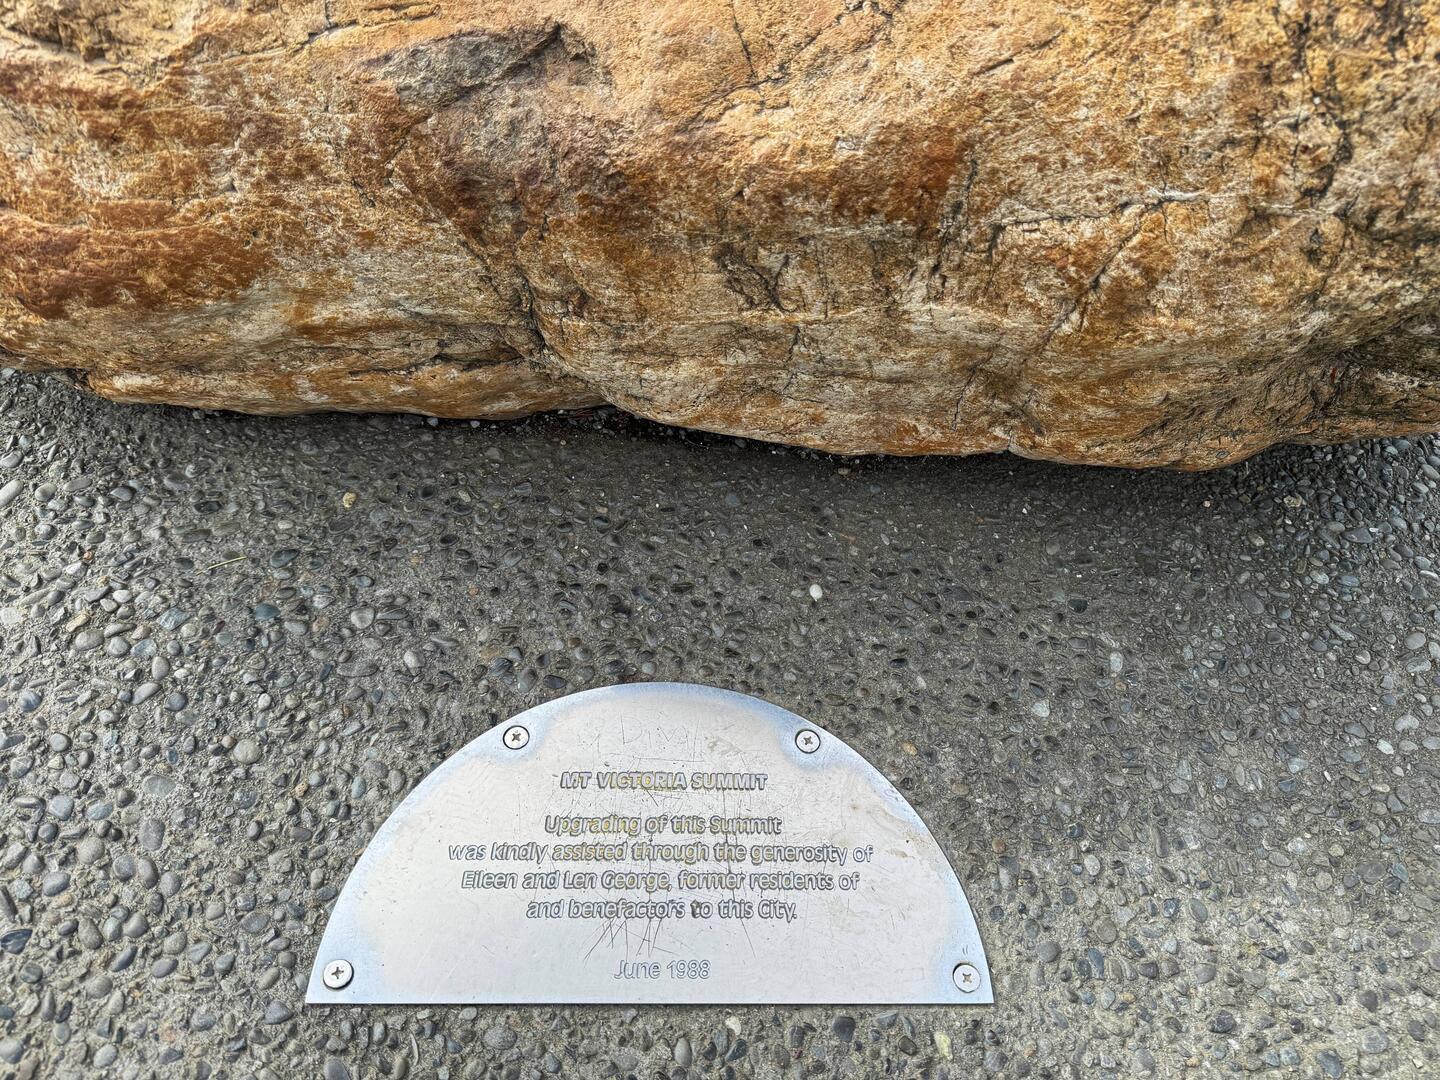 MT VICTORIA SUMMIT
Upgrading of this Summit
was kindly assisted through the generosity of
Eileen and Len George, former residents of
and benefactors to this City.
June 1988